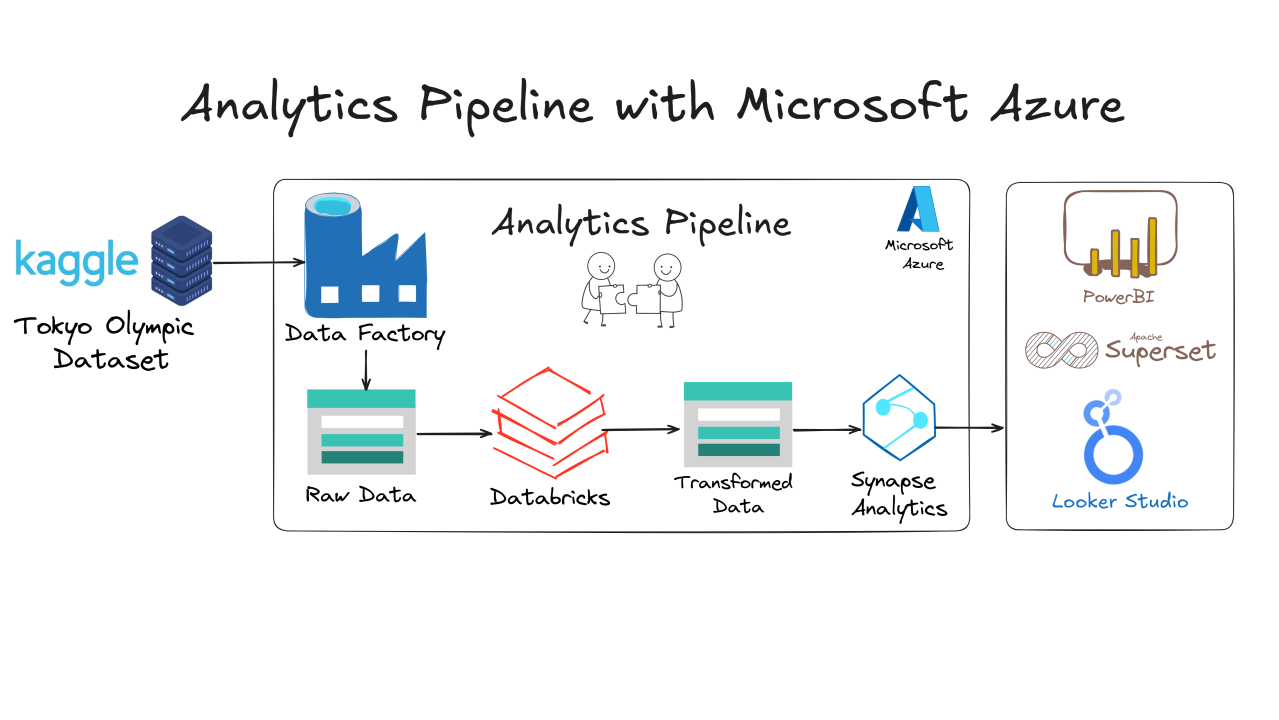 Analytics Pipeline with Microsoft Azure
kaggle
Tokyo Olympic
Dataset
Analytics Pipeline
Microsoft
Azure
Data Factory
Raw Data
Databricks
Transformed
Data
Synapse
Analytics
PowerBI
Apache
Superset
Looker Studio